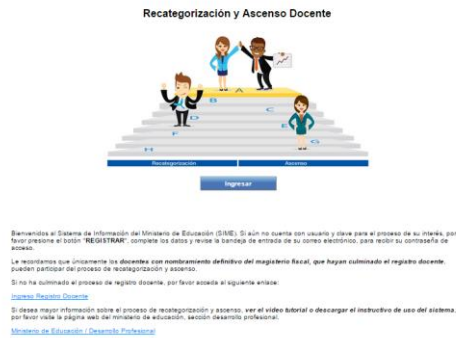 Recategorización y Ascenso Docente
A
B
C
D
E
F
G
H
Recategorización
Ascenso
Ingresar
Bienvenidos al Sistema de Información del Ministerio de Educación (SIME). Si aún no cuenta con usuario y clave para el proceso de su interés, por
favor presione el botón "REGISTRAR", complete los datos y revise la bandeja de entrada de su correo electrónico, para recibir su contraseña de
acceso.
Le recordamos que únicamente los docentes con nombramiento definitivo del magisterio fiscal, que hayan culminado el registro docente,
pueden participar del proceso de recategorización y ascenso.
Si no ha culminado el proceso de registro docente, por favor acceda al siguiente enlace:
Ingreso Registro Docente
Si desea mayor información sobre el proceso de recategorización y ascenso, ver el video tutorial o descargar el instructivo de uso del sistema,
por favor visite la página web del ministerio de educación, sección desarrollo profesional.
Ministerio de Educación / Desarrollo Profesional